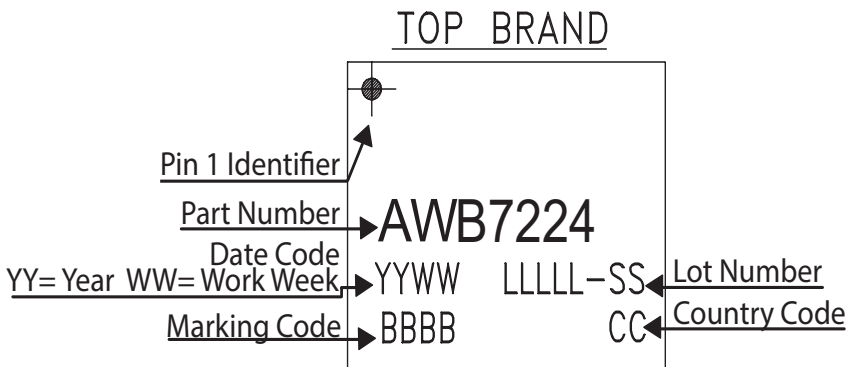 TOP BRAND
Pin 1 Identifier
Part Number AWB7224
Date Code
YY= Year WW= Work Week YYWW LLLLL-SS Lot Number
Marking Code BBBB CC Country Code